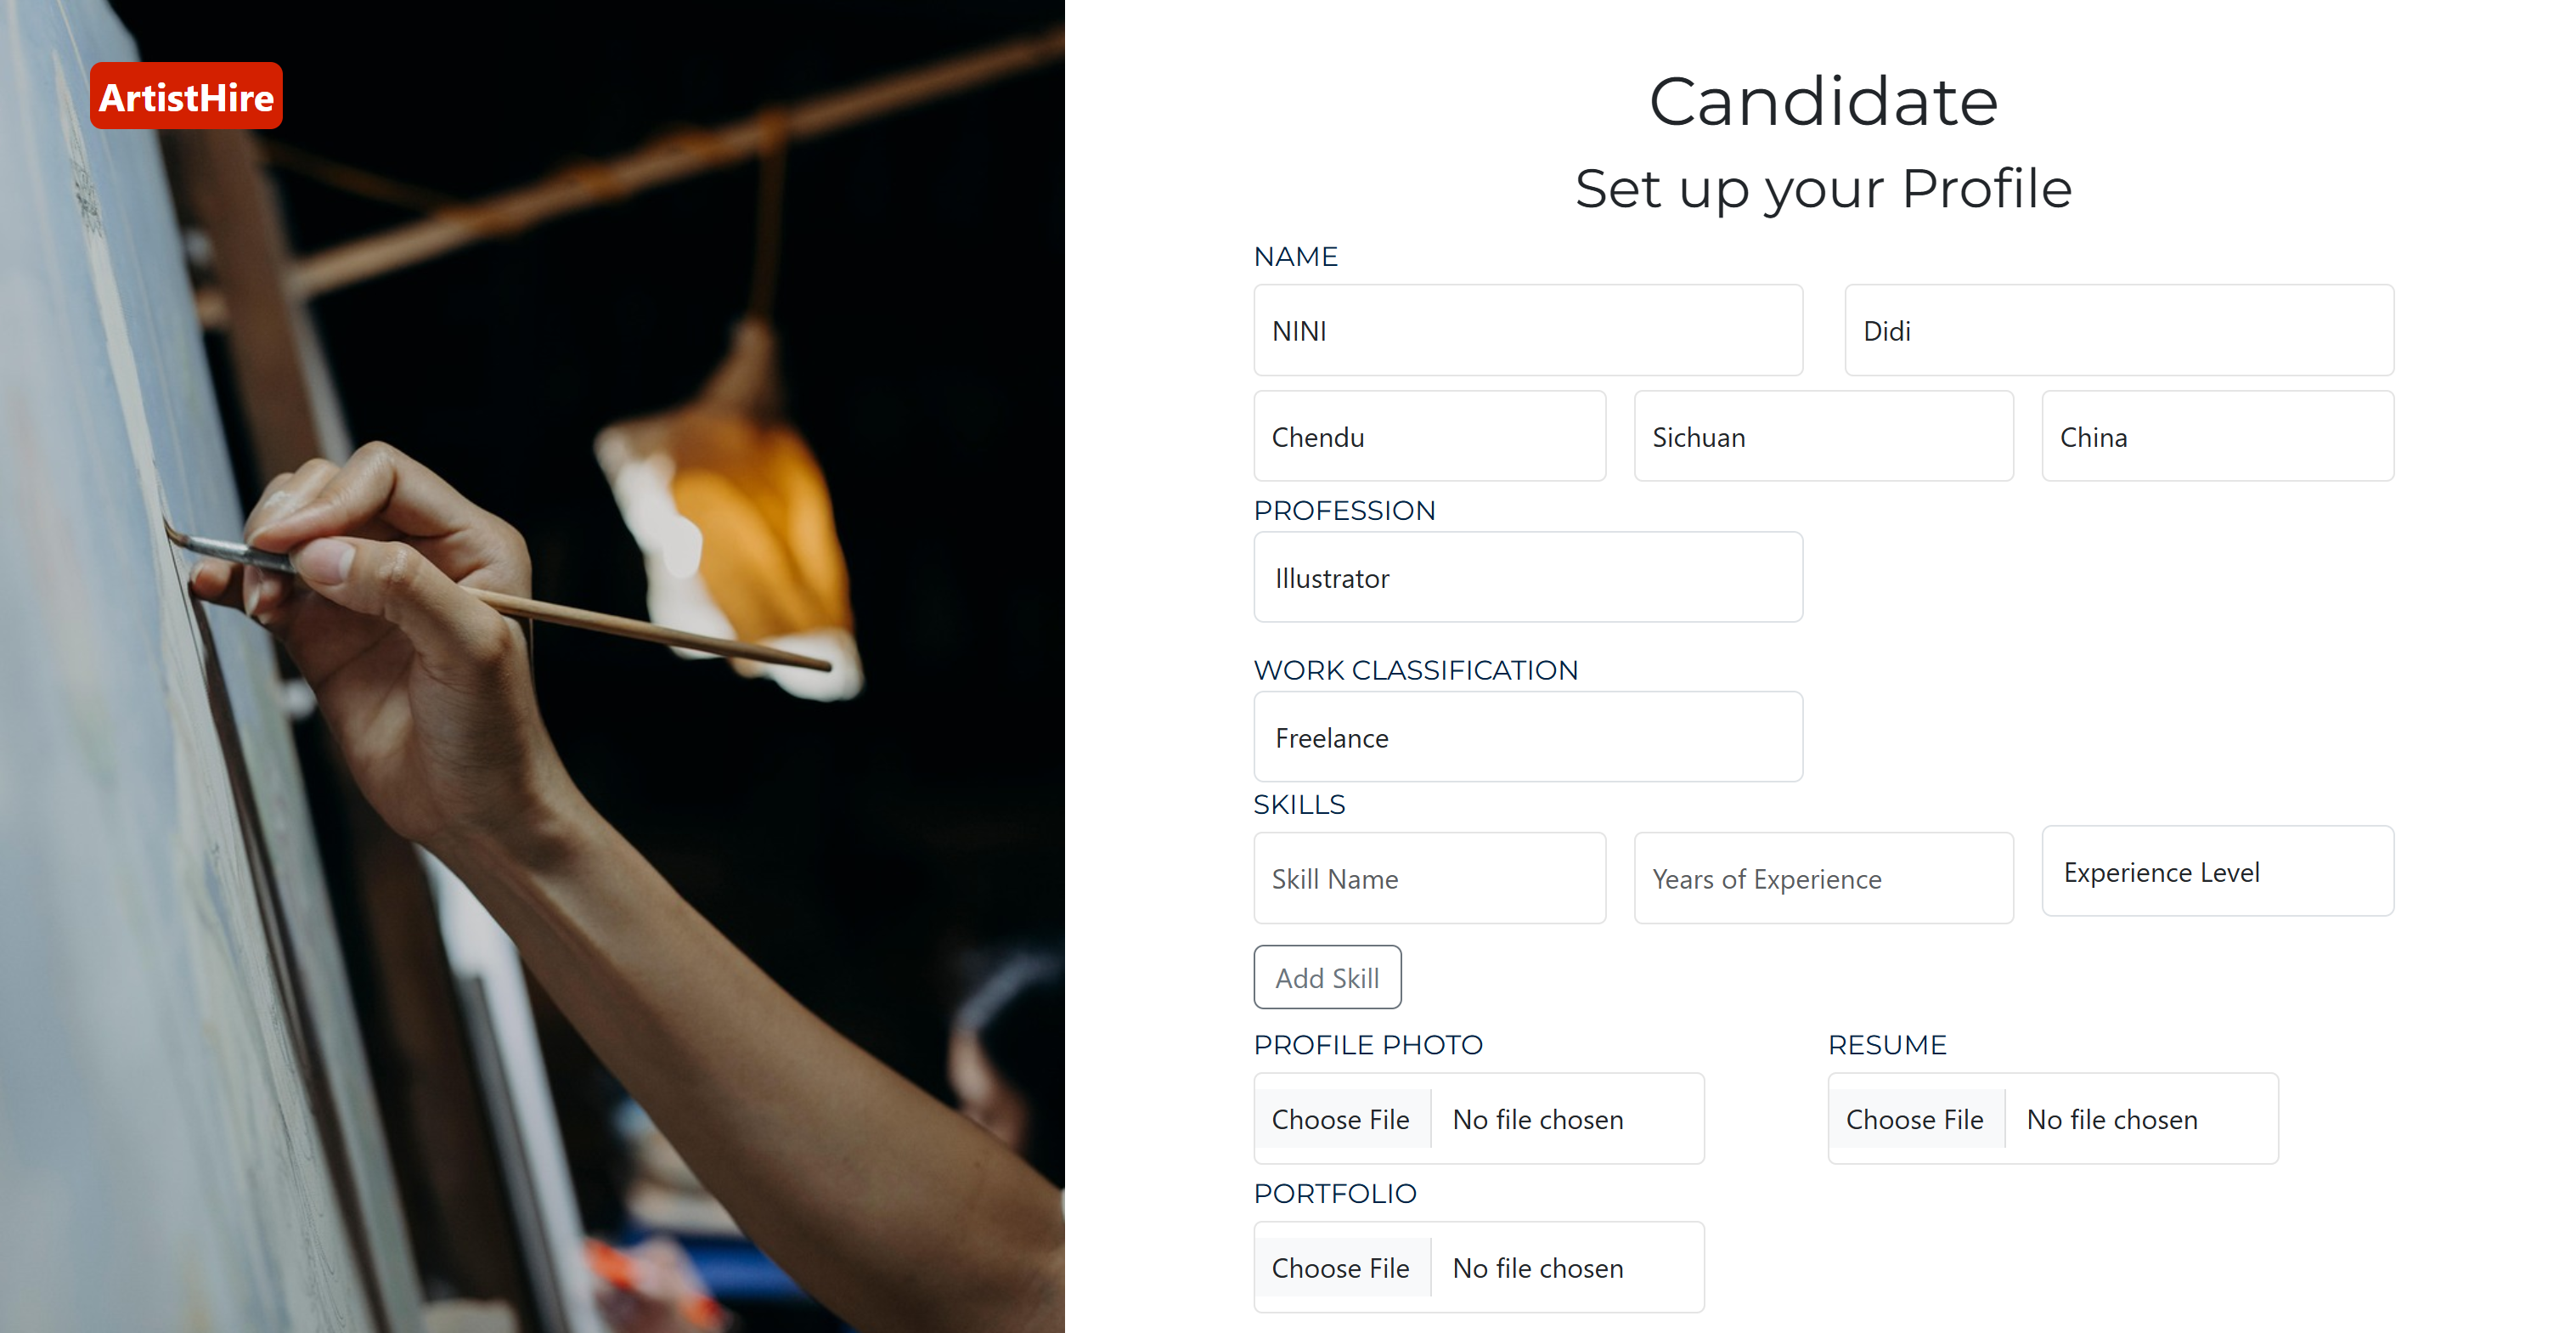 ArtistHire
Candidate
Set up your Profile
NAME
NINI Didi
Chendu Sichuan China
PROFESSION
Illustrator
WORK CLASSIFICATION
Freelance
SKILLS
Skill Name Years of Experience Experience Level
Add Skill
PROFILE PHOTO RESUME
Choose File No file chosen Choose File No file chosen
PORTFOLIO
Choose File No file chosen